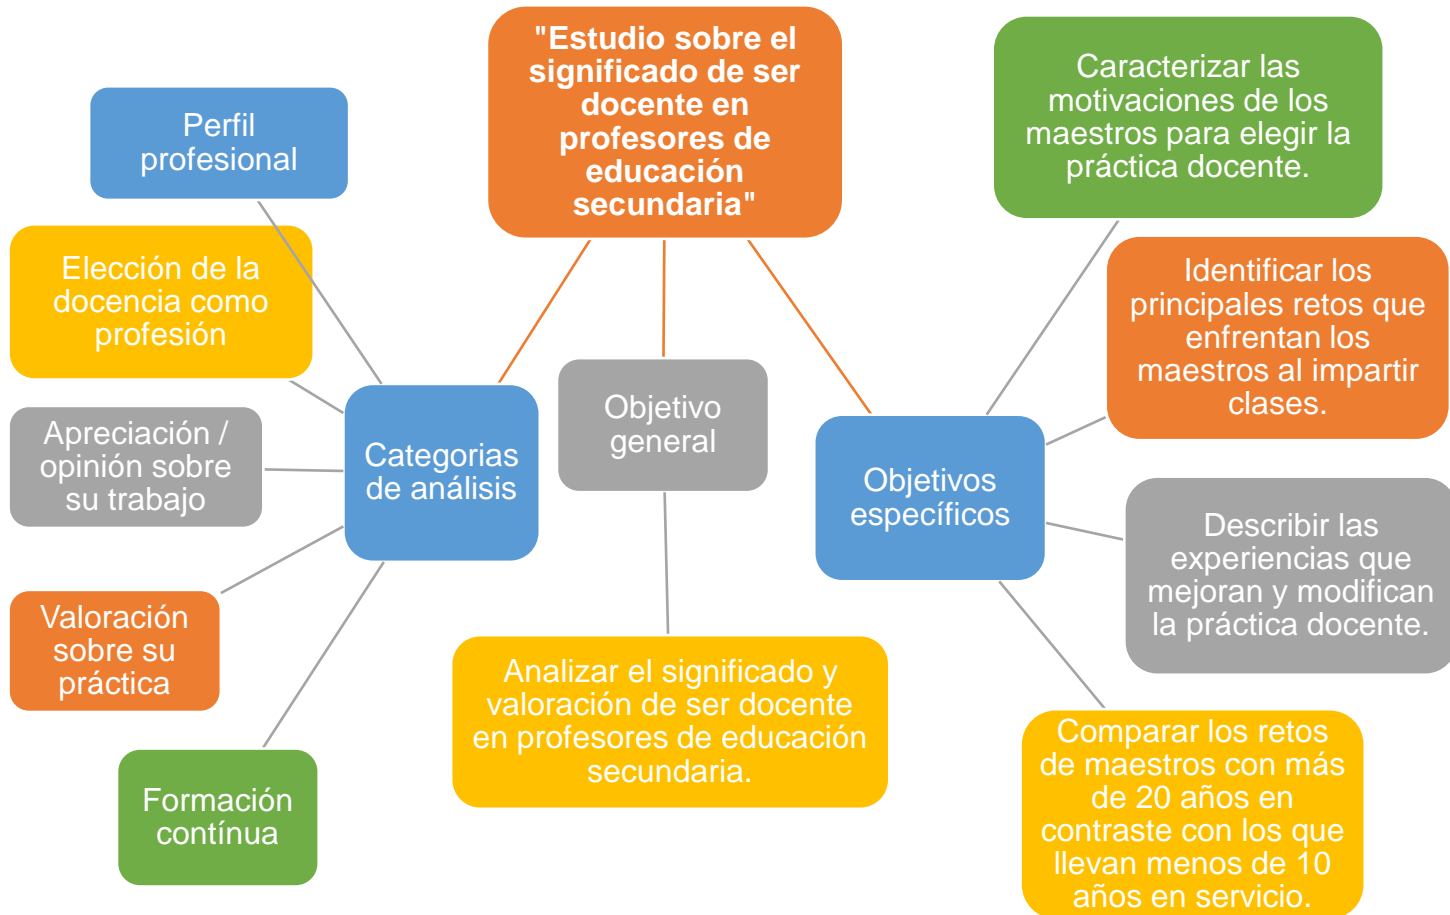 "Estudio sobre el
significado de ser
docente en
profesores de
educación
secundaria"
Perfil
profesional
Elección de la
docencia como
profesión
Apreciación /
opinión sobre
su trabajo
Valoración
sobre su
práctica
Formación
contínua
Categorias
de análisis
Objetivo
general
Analizar el significado y
valoración de ser docente
en profesores de educación
secundaria.
Objetivos
específicos
Caracterizar las
motivaciones de los
maestros para elegir la
práctica docente.
Identificar los
principales retos que
enfrentan los
maestros al impartir
clases.
Describir las
experiencias que
mejoran y modifican
la práctica docente.
Comparar los retos
de maestros con más
de 20 años en
contraste con los que
llevan menos de 10
años en servicio.